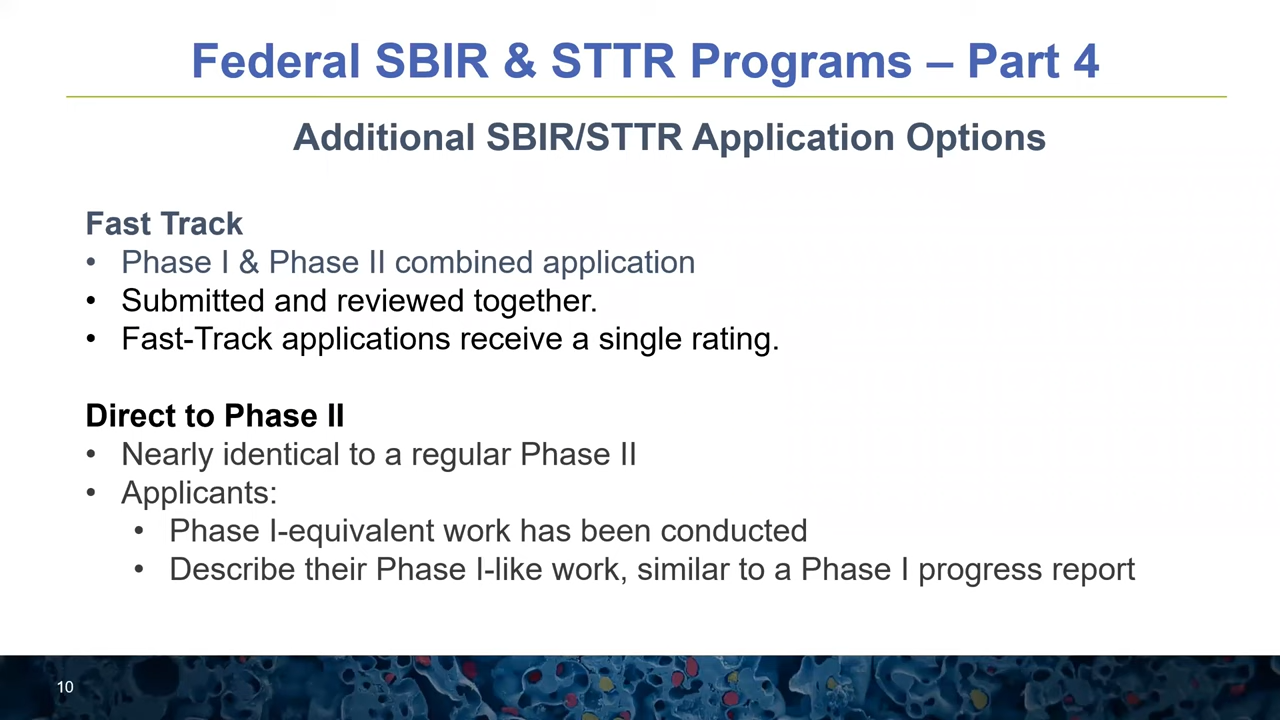 Federal SBIR & STTR Programs – Part 4
Additional SBIR/STTR Application Options
Fast Track
• Phase I & Phase II combined application
• Submitted and reviewed together.
• Fast-Track applications receive a single rating.
Direct to Phase II
• Nearly identical to a regular Phase II
• Applicants:
• Phase I-equivalent work has been conducted
• Describe their Phase I-like work, similar to a Phase I progress report
10